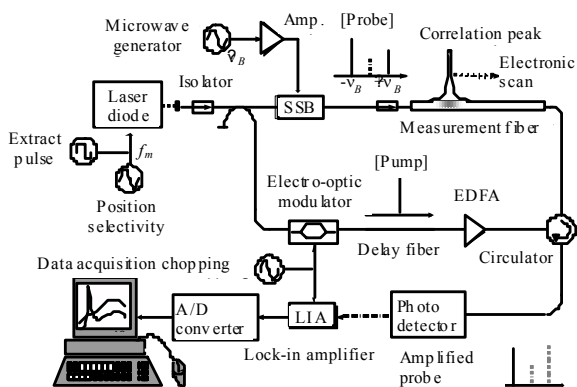 Microwave
generator
Amp.
[Probe]
Correlation peak
ν_B
-ν_B
+ν_B
Electronic
scan
Isolator
Laser
diode
SSB
Measurement fiber
Extract
pulse
f_m
Position
selectivity
Electro-optic
modulator
[Pump]
EDFA
Delay fiber
Circulator
Data acquisition chopping
A/D
converter
LIA
Photo
detector
Lock-in amplifier
Amplified
probe